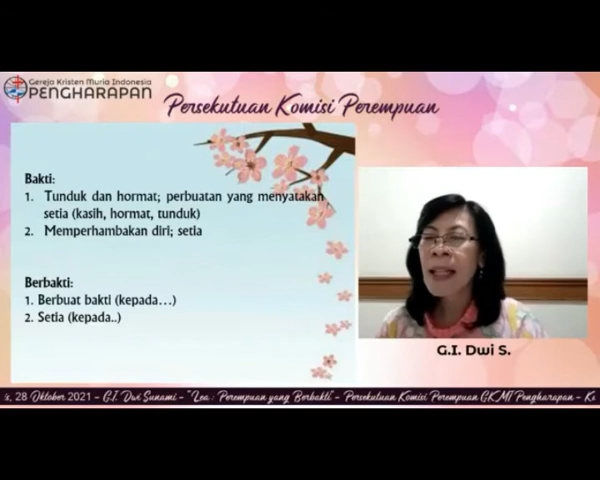 Gereja Kristen Muria Indonesia
PENGHARAPAN
Persekutuan Komisi Perempuan
Bakti:
1. Tunduk dan hormat; perbuatan yang menyatakan
setia (kasih, hormat, tunduk)
2. Memperhambakan diri; setia
Berbakti:
1. Berbuat bakti (kepada…)
2. Setia (kepada..)
G.I. Dwi S.
28 Oktober 2021 - G.I. Dwi Sunami - "Lea : Perempuan yang Berbakti" - Persekutuan Komisi Perempuan GKMI Pengharapan -